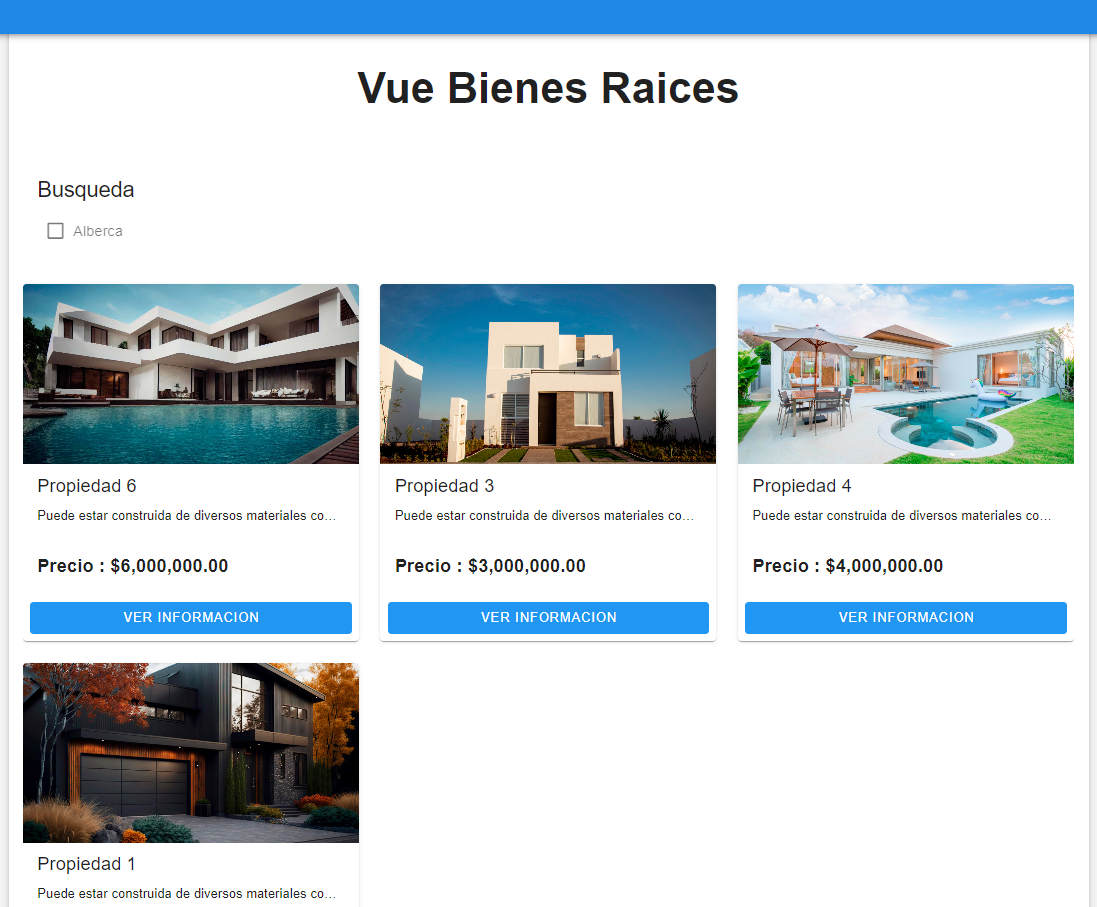 Vue Bienes Raices
Busqueda
Alberca
Propiedad 6
Puede estar construida de diversos materiales co...
Precio : $6,000,000.00
VER INFORMACION
Propiedad 3
Puede estar construida de diversos materiales co...
Precio : $3,000,000.00
VER INFORMACION
Propiedad 4
Puede estar construida de diversos materiales co...
Precio : $4,000,000.00
VER INFORMACION
Propiedad 1
Puede estar construida de diversos materiales co...